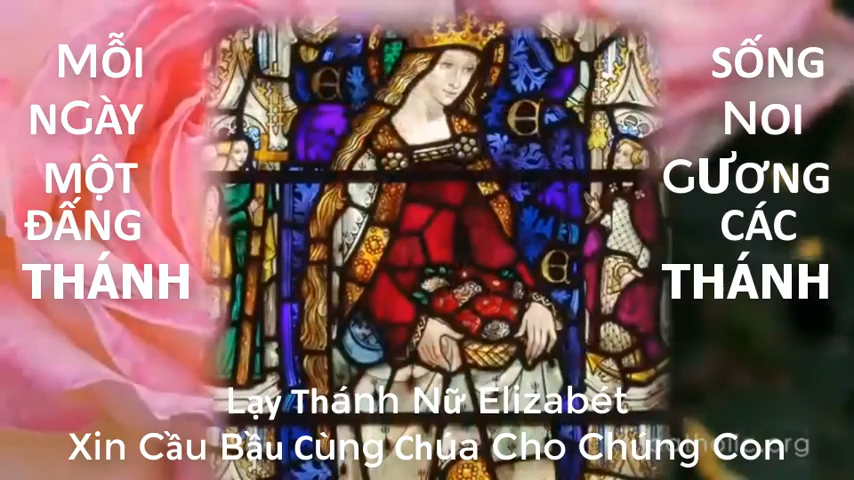 MỖI
NGÀY
MỘT
ĐẤNG
THÁNH
SỐNG
NOI
GƯƠNG
CÁC
THÁNH
E
E
E
Lạy Thánh Nữ Elizabét
Xin Cầu Bầu Cùng Chúa Cho Chúng Con